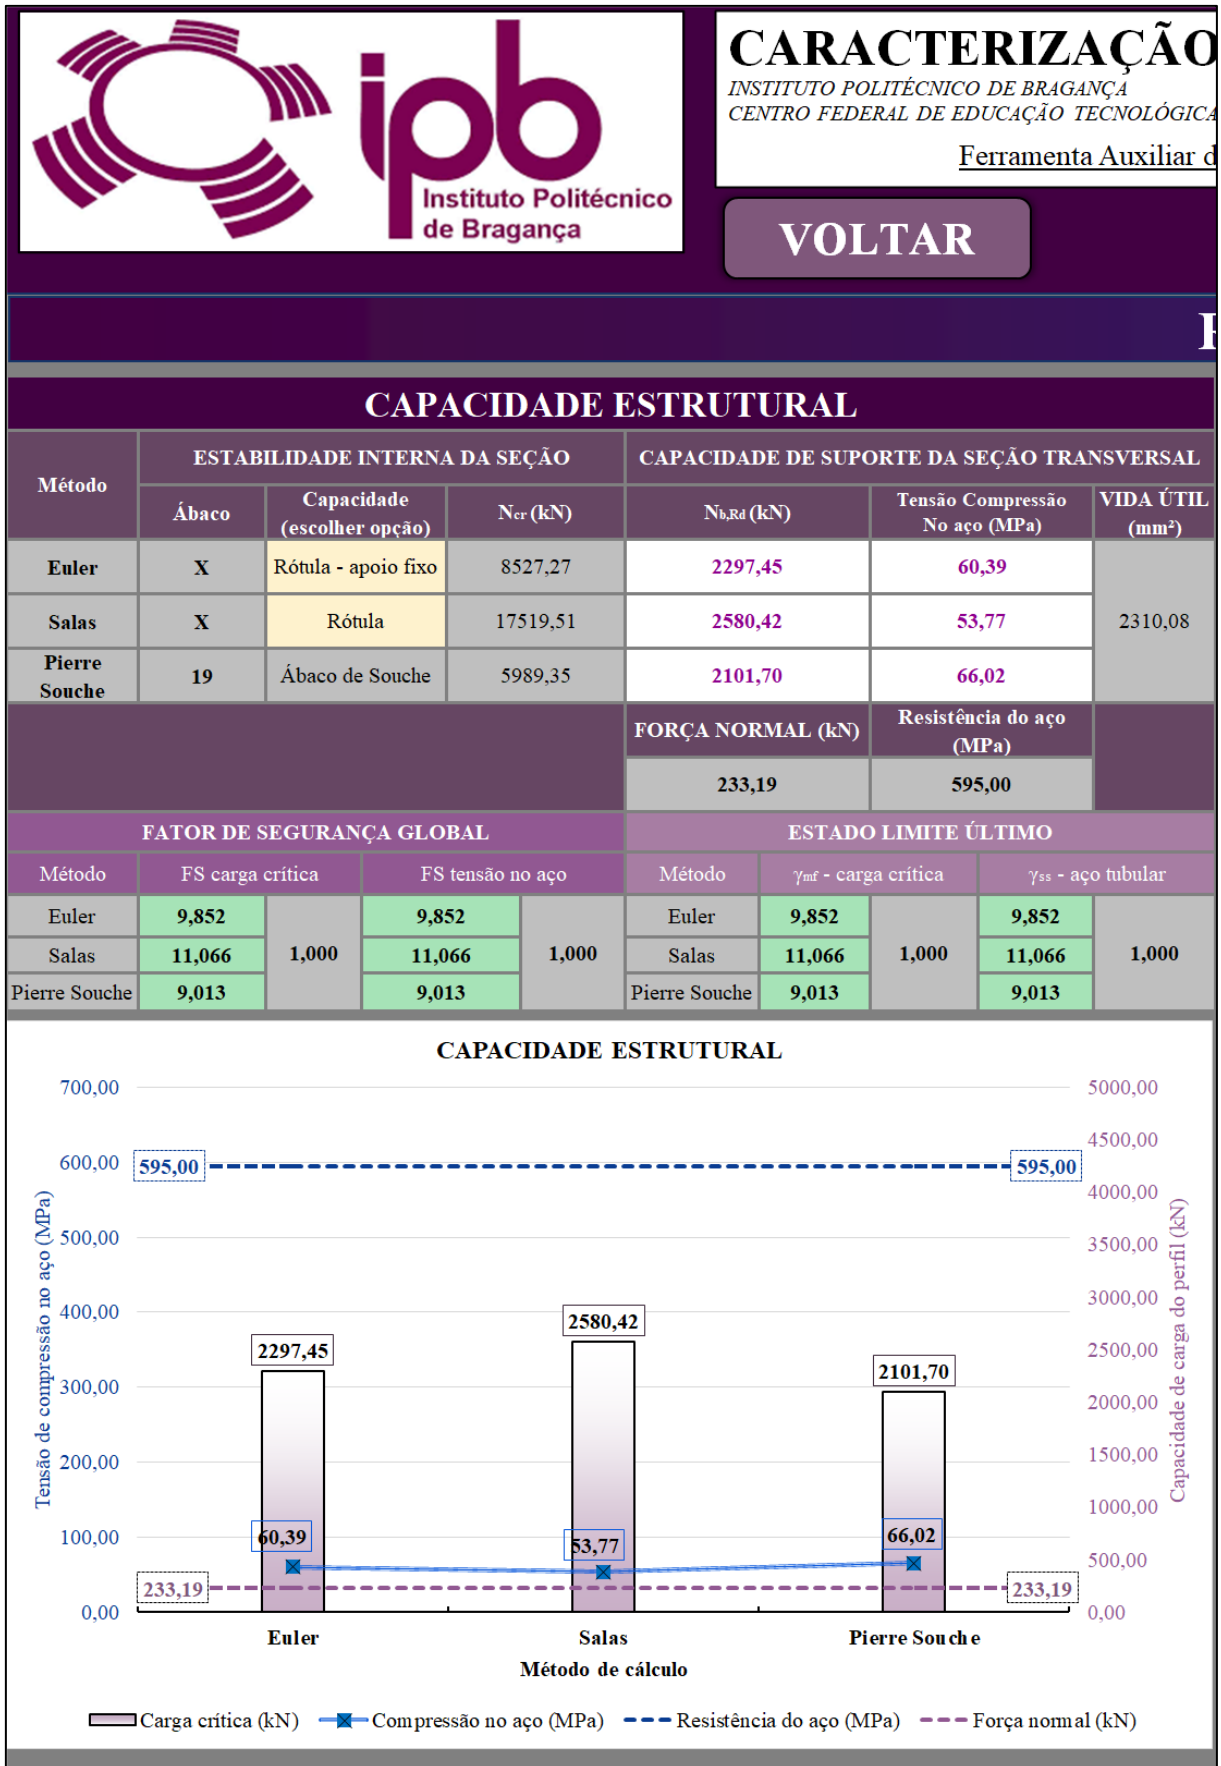 ipb
Instituto Politécnico
de Bragança
CARACTERIZAÇÃO
INSTITUTO POLITÉCNICO DE BRAGANÇA
CENTRO FEDERAL DE EDUCAÇÃO TECNOLÓGICA
Ferramenta Auxiliar d
VOLTAR
CAPACIDADE ESTRUTURAL
Método
ESTABILIDADE INTERNA DA SEÇÃO
CAPACIDADE DE SUPORTE DA SEÇÃO TRANSVERSAL
Ábaco
Capacidade
(escolher opção)
Ncr (kN)
Nb,Rd (kN)
Tensão Compressão
No aço (MPa)
VIDA ÚTIL
(mm²)
Euler X Rótula - apoio fixo 8527,27 2297,45 60,39
Salas X Rótula 17519,51 2580,42 53,77 2310,08
Pierre
Souche
19 Ábaco de Souche 5989,35 2101,70 66,02
FORÇA NORMAL (kN)
Resistência do aço
(MPa)
233,19 595,00
FATOR DE SEGURANÇA GLOBAL ESTADO LIMITE ÚLTIMO
Método FS carga crítica FS tensão no aço Método γmf - carga crítica γss - aço tubular
Euler 9,852 9,852 Euler 9,852 9,852
Salas 11,066 1,000 11,066 1,000 Salas 11,066 1,000 11,066 1,000
Pierre Souche 9,013 9,013 Pierre Souche 9,013 9,013
CAPACIDADE ESTRUTURAL
700,00
600,00
500,00
400,00
300,00
200,00
100,00
0,00
Tensão de compressão no aço (MPa)
5000,00
4500,00
4000,00
3500,00
3000,00
2500,00
2000,00
1500,00
1000,00
500,00
0,00
Capacidade de carga do perfil (kN)
595,00 595,00
2297,45
2580,42
2101,70
60,39
53,77
66,02
233,19 233,19
Euler Salas Pierre Souche
Método de cálculo
Carga crítica (kN) Compressão no aço (MPa) Resistência do aço (MPa) Força normal (kN)